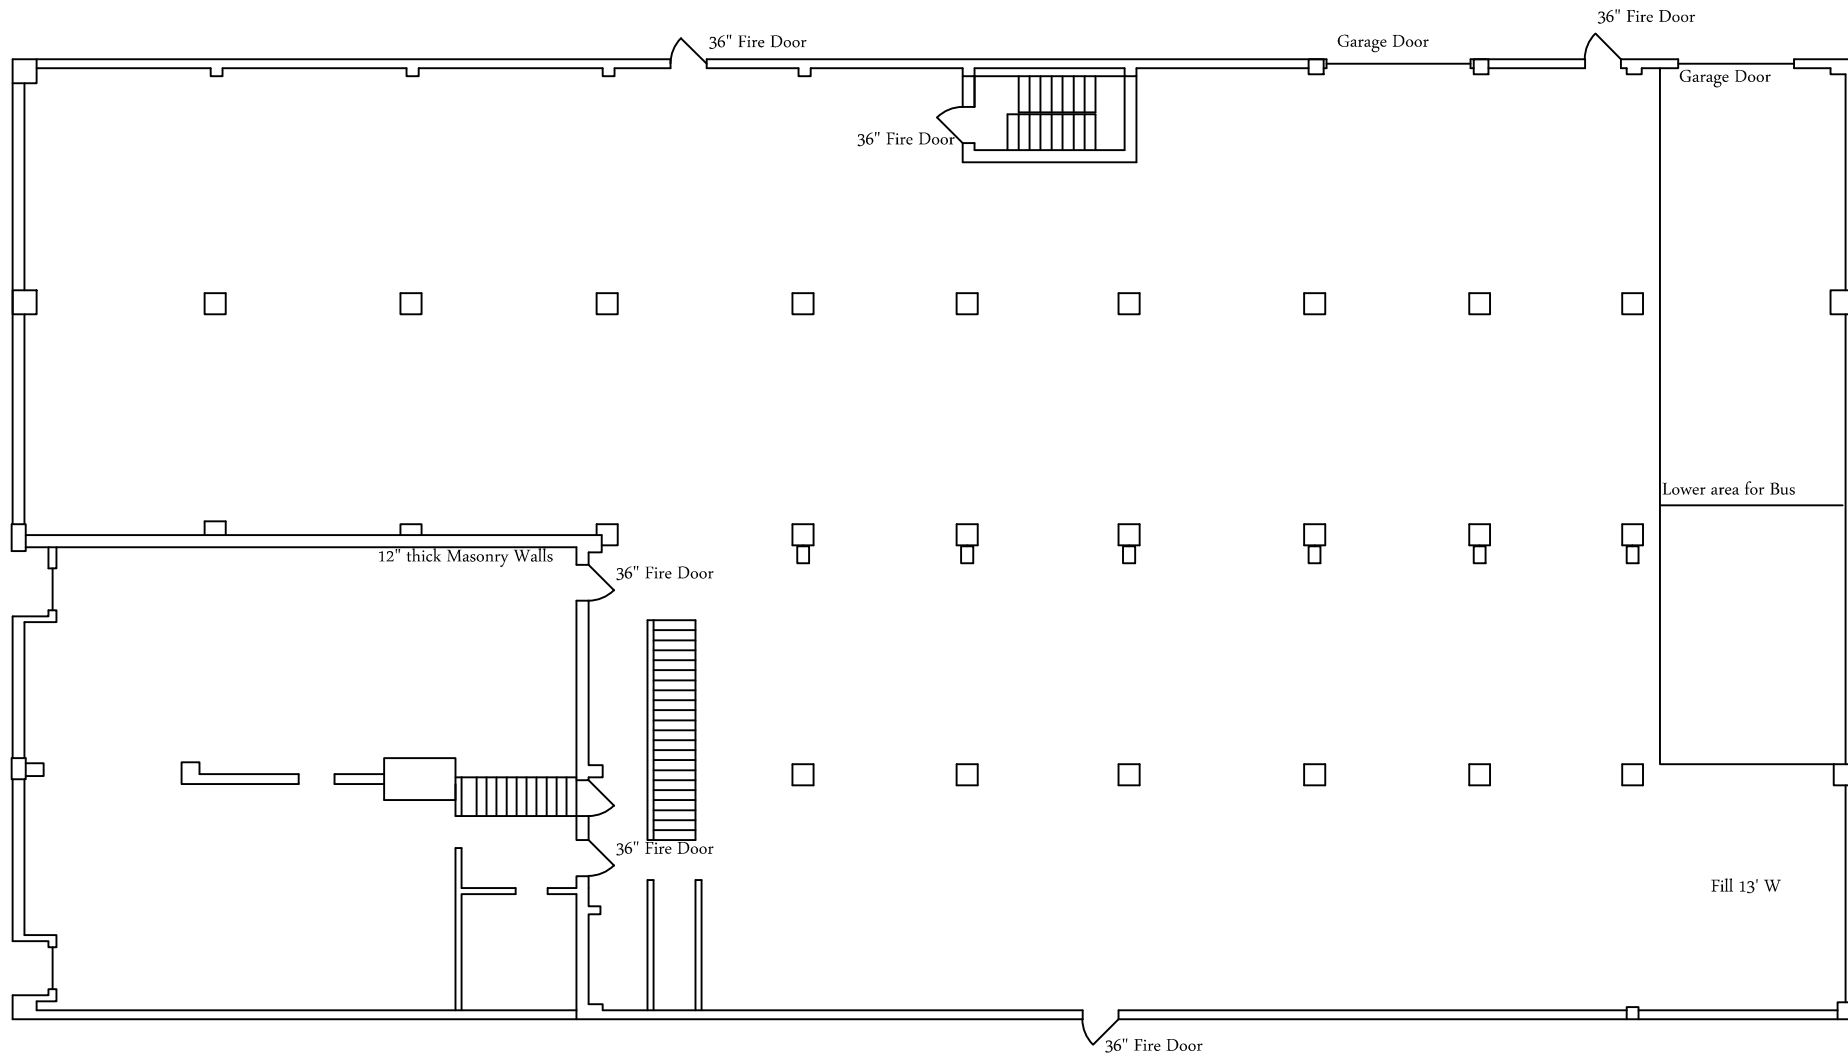 36" Fire Door
36" Fire Door
Garage Door
Garage Door
36" Fire Door
Lower area for Bus
12" thick Masonry Walls
36" Fire Door
36" Fire Door
Fill 13' W
36" Fire Door